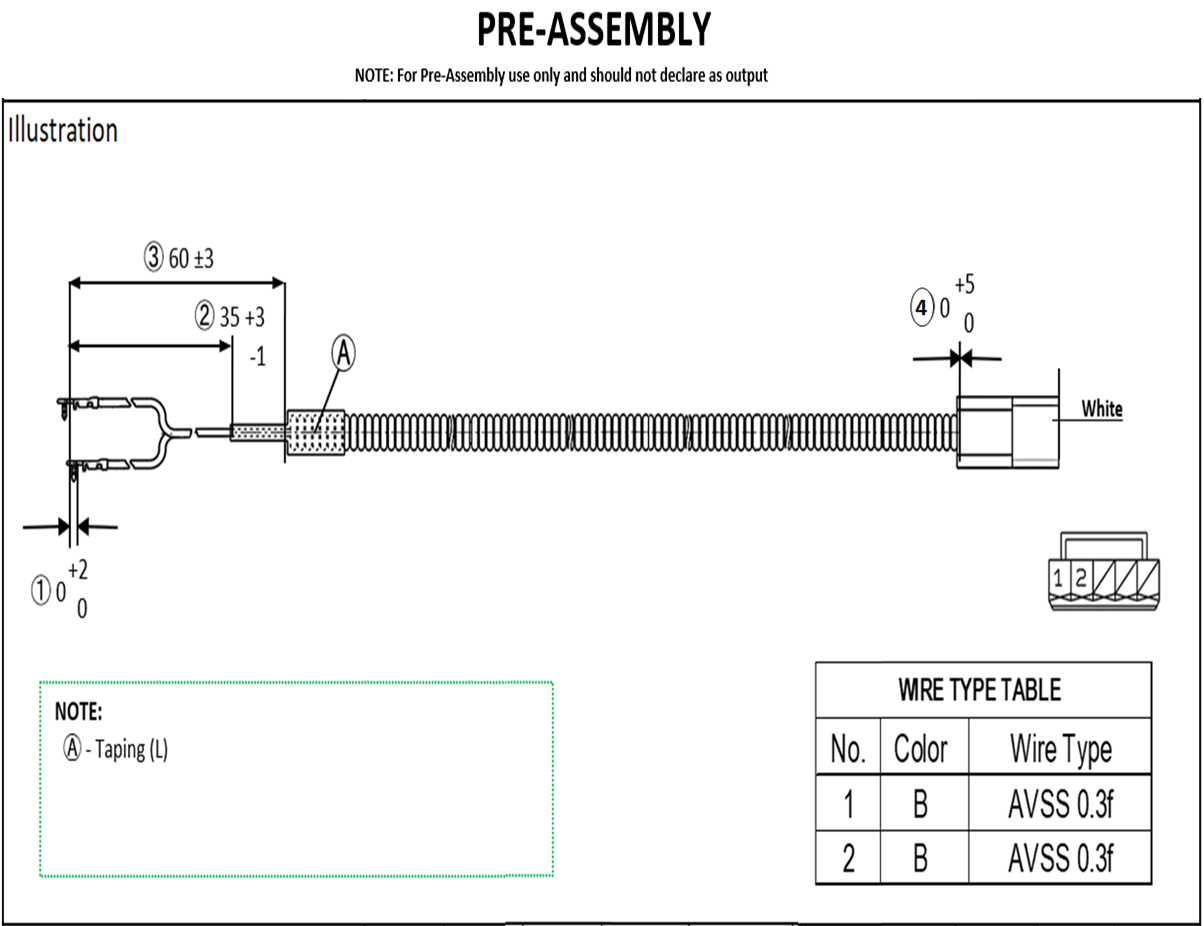 PRE-ASSEMBLY
NOTE: For Pre-Assembly use only and should not declare as output
Illustration
③ 60 ±3
② 35 +3
-1
Ⓐ
+5
④ 0
0
White
+2
① 0
0
1 2
NOTE:
Ⓐ - Taping (L)
WIRE TYPE TABLE
No. Color Wire Type
1 B AVSS 0.3f
2 B AVSS 0.3f